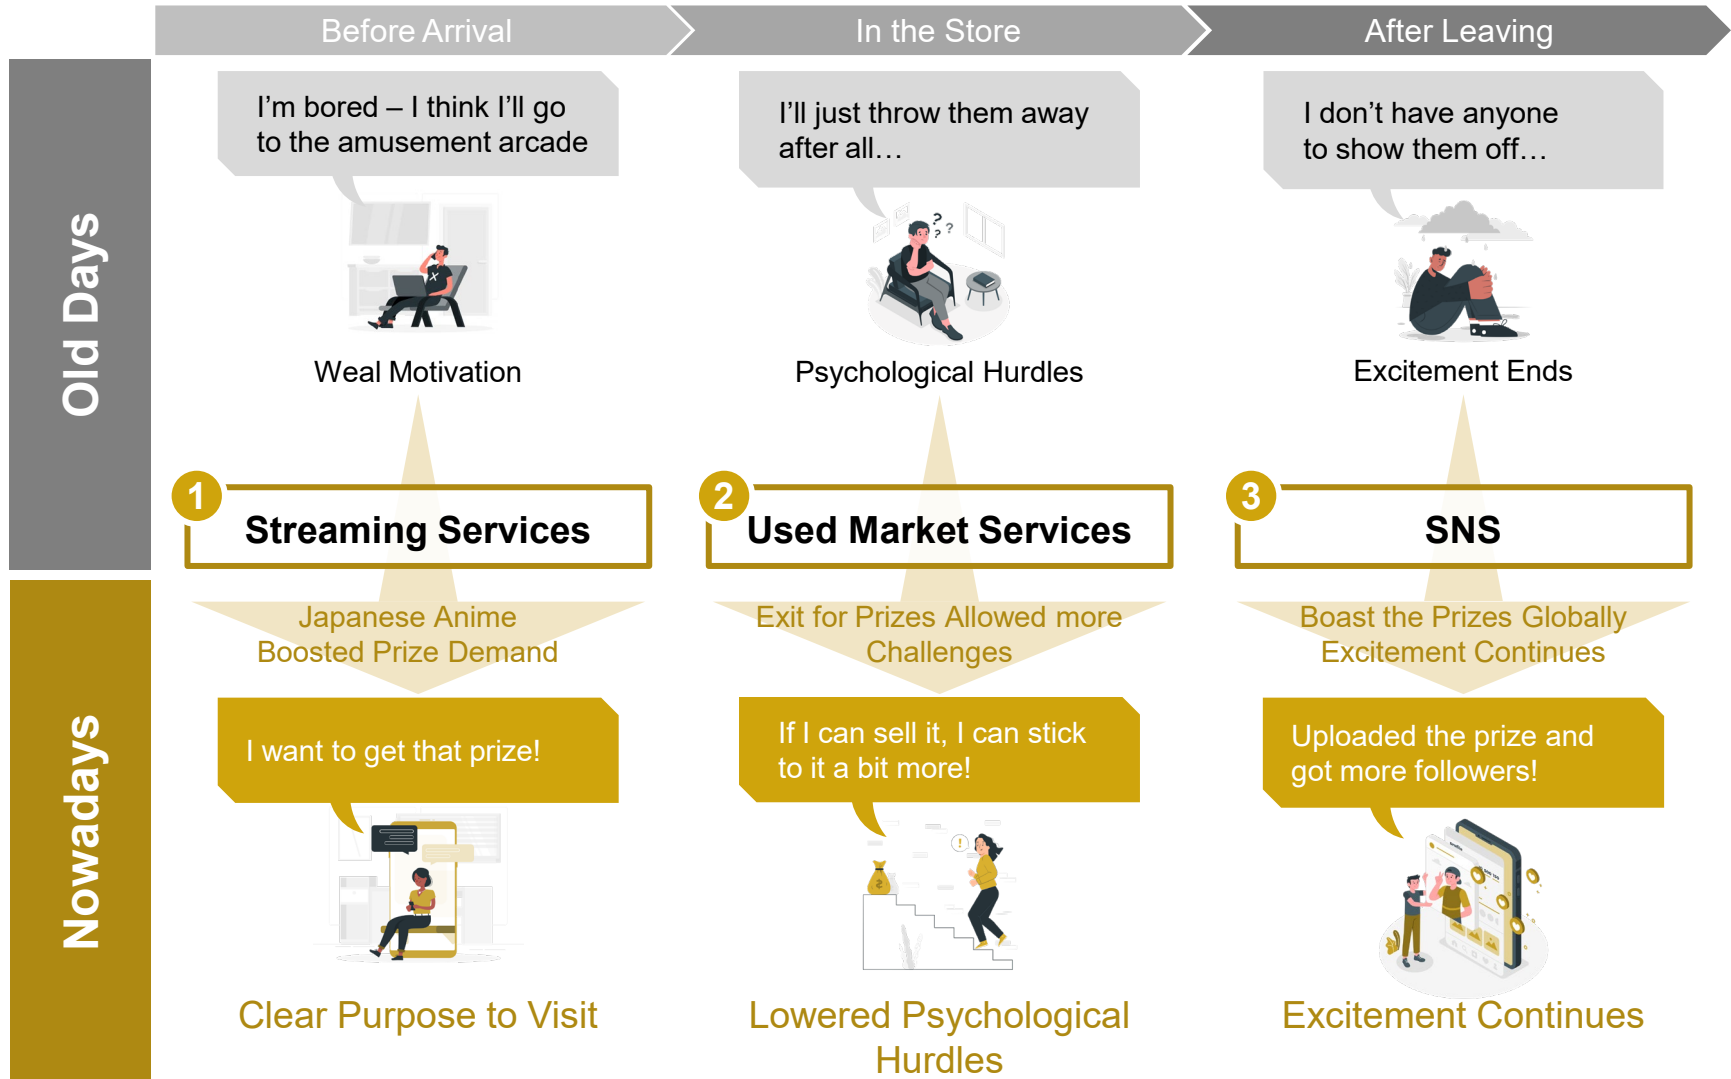 Before Arrival
In the Store
After Leaving
Old Days
I'm bored – I think I'll go
to the amusement arcade
I'll just throw them away
after all…
I don't have anyone
to show them off…
X
? ?
?
Weal Motivation
Psychological Hurdles
Excitement Ends
1
Streaming Services
2
Used Market Services
3
SNS
Nowadays
Japanese Anime
Boosted Prize Demand
Exit for Prizes Allowed more
Challenges
Boast the Prizes Globally
Excitement Continues
I want to get that prize!
If I can sell it, I can stick
to it a bit more!
Uploaded the prize and
got more followers!
!
$
Clear Purpose to Visit
Lowered Psychological
Hurdles
Excitement Continues